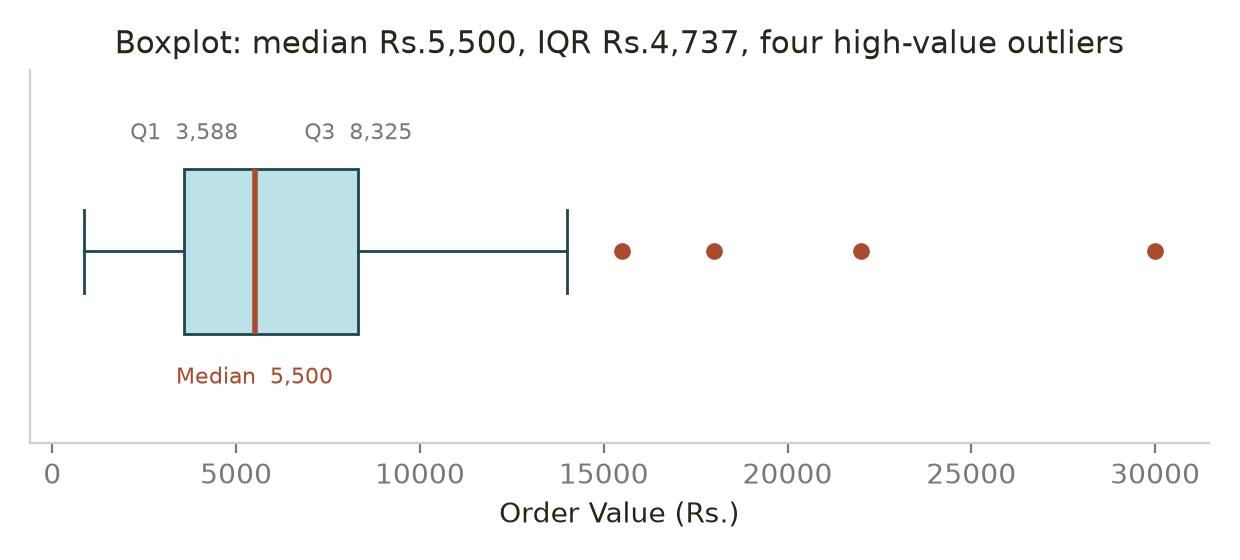 Boxplot: median Rs.5,500, IQR Rs.4,737, four high-value outliers
Q1  3,588
Q3  8,325
Median  5,500
0 5000 10000 15000 20000 25000 30000
Order Value (Rs.)